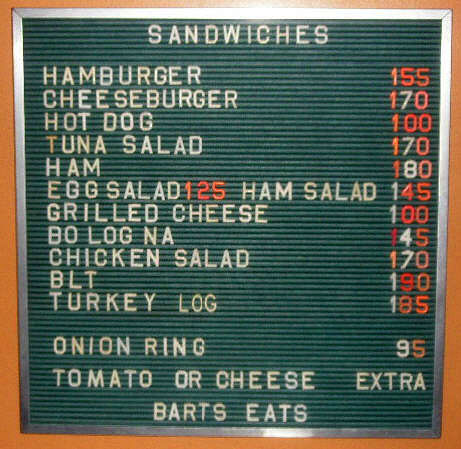 SANDWICHES
HAMBURGER 155
CHEESEBURGER 170
HOT DOG 100
TUNA SALAD 170
HAM 180
EGG SALAD 125 HAM SALAD 145
GRILLED CHEESE 100
BO LOG NA 145
CHICKEN SALAD 170
BLT 190
TURKEY LOG 185
ONION RING 95
TOMATO OR CHEESE EXTRA
BARTS EATS